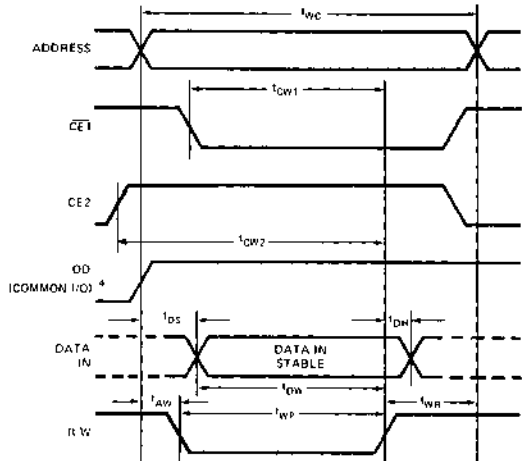 tWC
ADDRESS
tCW1
CE1
CE2
tCW2
OD
(COMMON I/O) 4
tDS
tDH
DATA
IN
DATA IN
STABLE
tDW
tAW
tWP
tWR
R/W